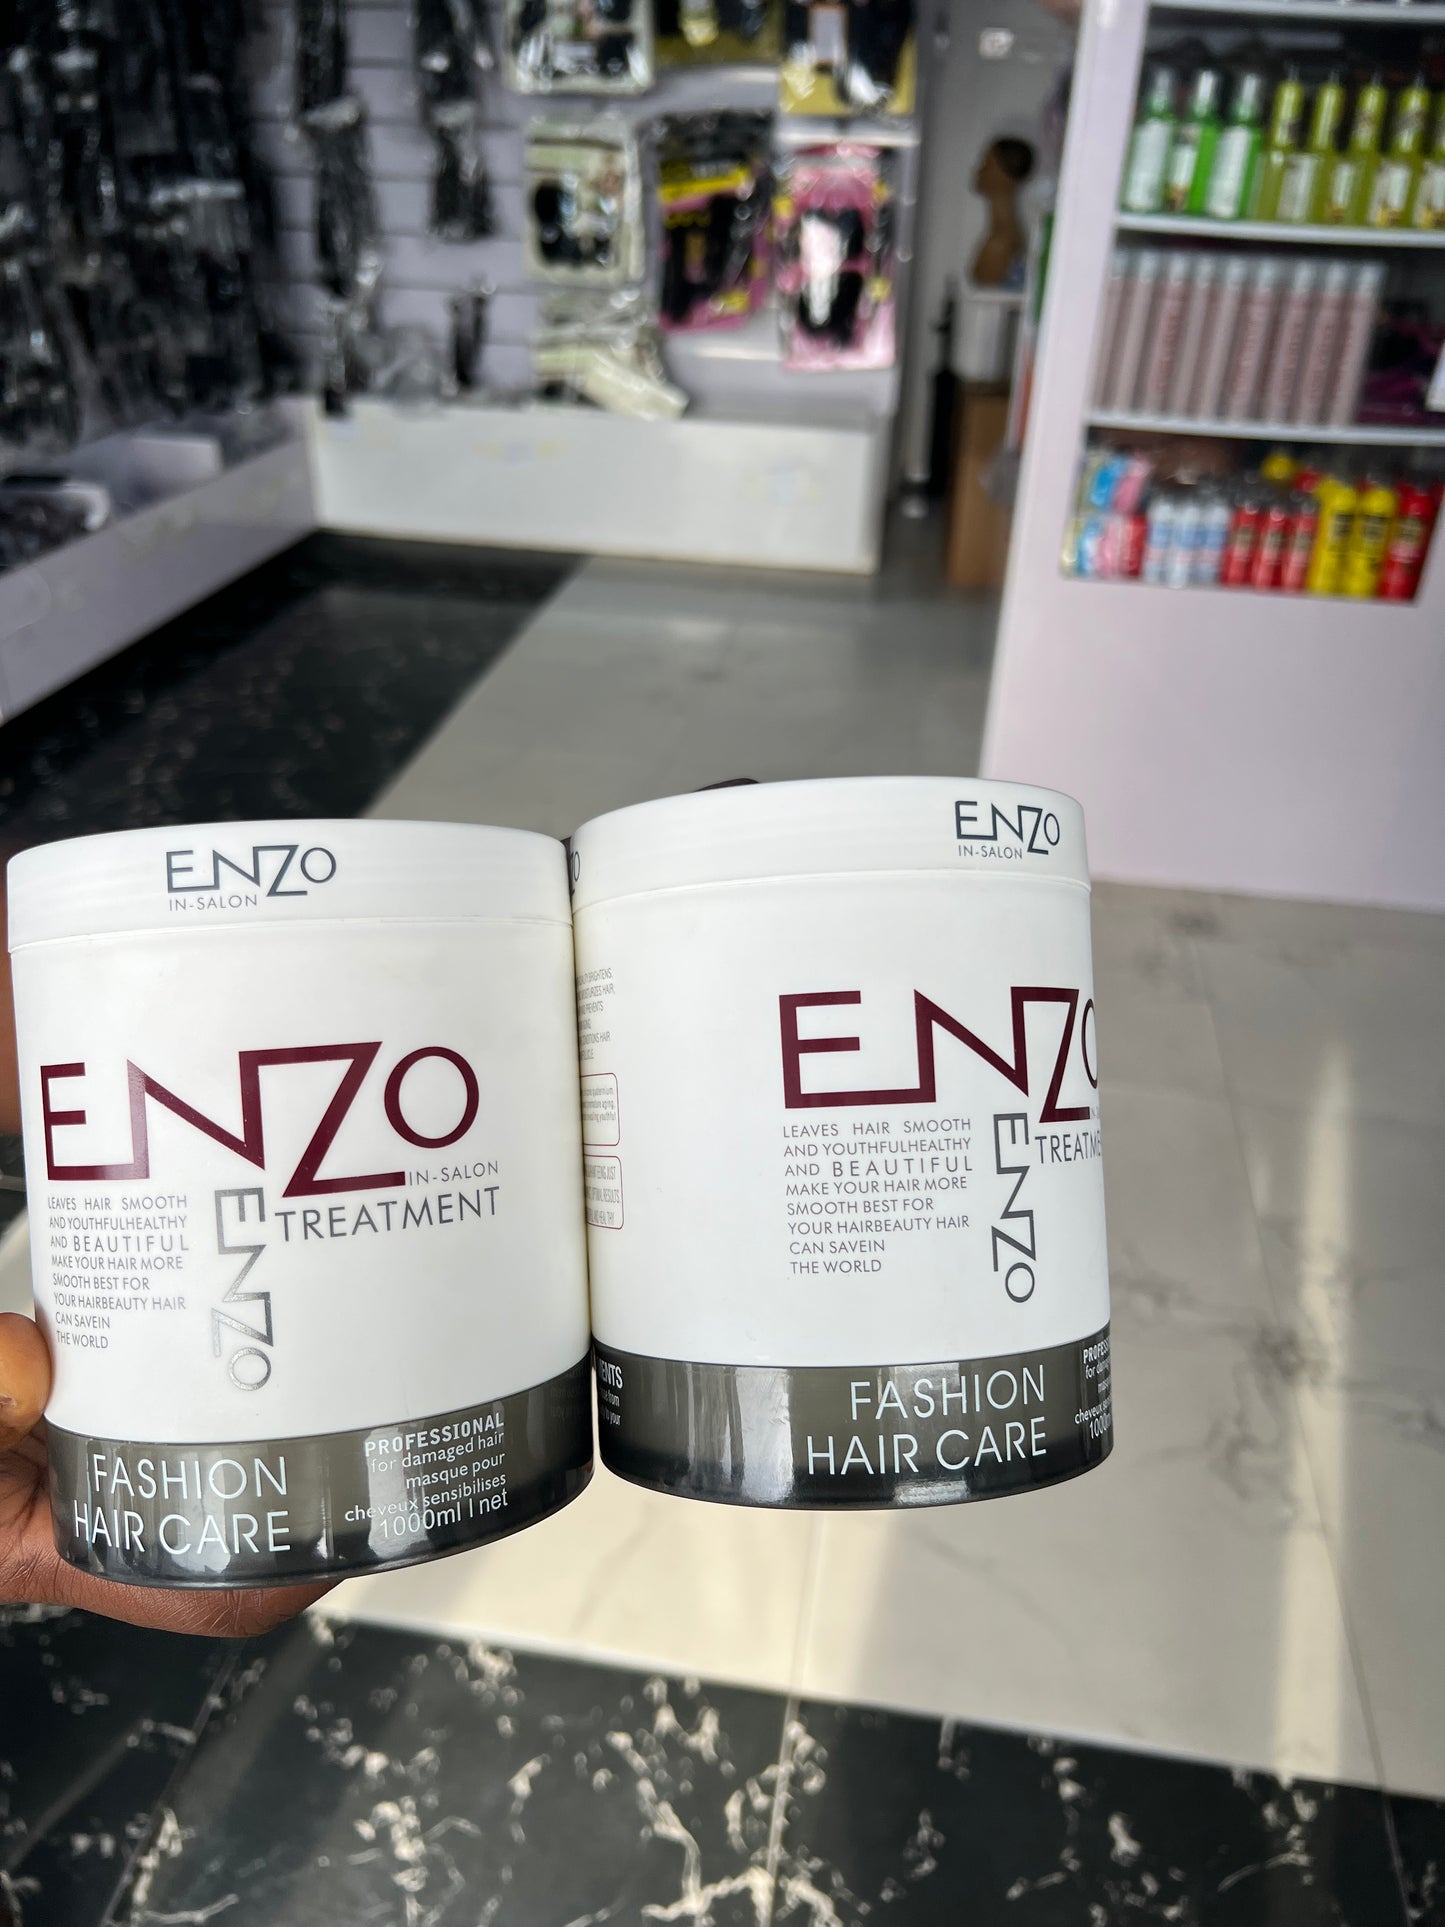 ENZO
IN-SALON
ENZO
IN-SALON
TREATMENT
ENZO
LEAVES HAIR SMOOTH
AND YOUTHFULHEALTHY
AND BEAUTIFUL
MAKE YOUR HAIR MORE
SMOOTH BEST FOR
YOUR HAIRBEAUTY HAIR
CAN SAVEIN
THE WORLD
FASHION
HAIR CARE
PROFESSIONAL
for damaged hair
masque pour
cheveux sensibilises
1000ml | net
ENZO
IN-SALON
ENZO
TREATME
ENZO
LEAVES HAIR SMOOTH
AND YOUTHFULHEALTHY
AND BEAUTIFUL
MAKE YOUR HAIR MORE
SMOOTH BEST FOR
YOUR HAIRBEAUTY HAIR
CAN SAVEIN
THE WORLD
FASHION
HAIR CARE